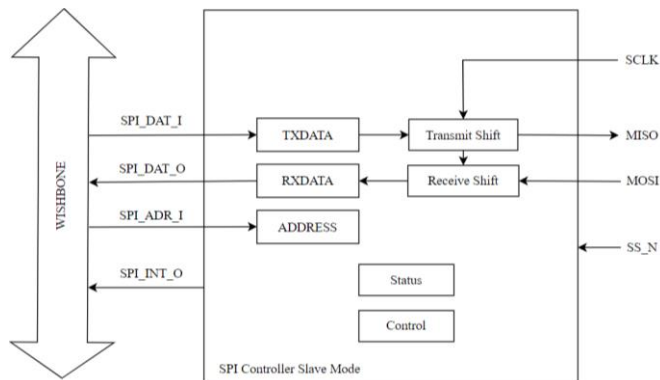 SCLK
SPI_DAT_I
TXDATA
Transmit Shift
MISO
SPI_DAT_O
RXDATA
Receive Shift
MOSI
WISHBONE
SPI_ADR_I
ADDRESS
SS_N
SPI_INT_O
Status
Control
SPI Controller Slave Mode